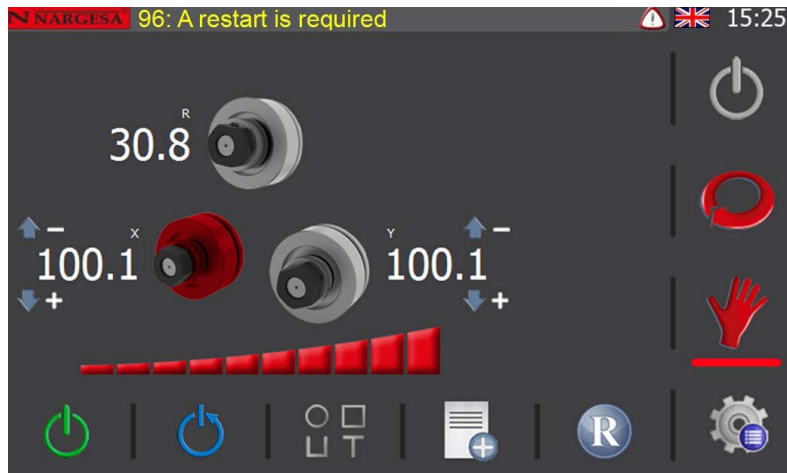 N NARGESA 96: A restart is required 15:25
R
30.8
X Y
− −
100.1 100.1
+ +
R